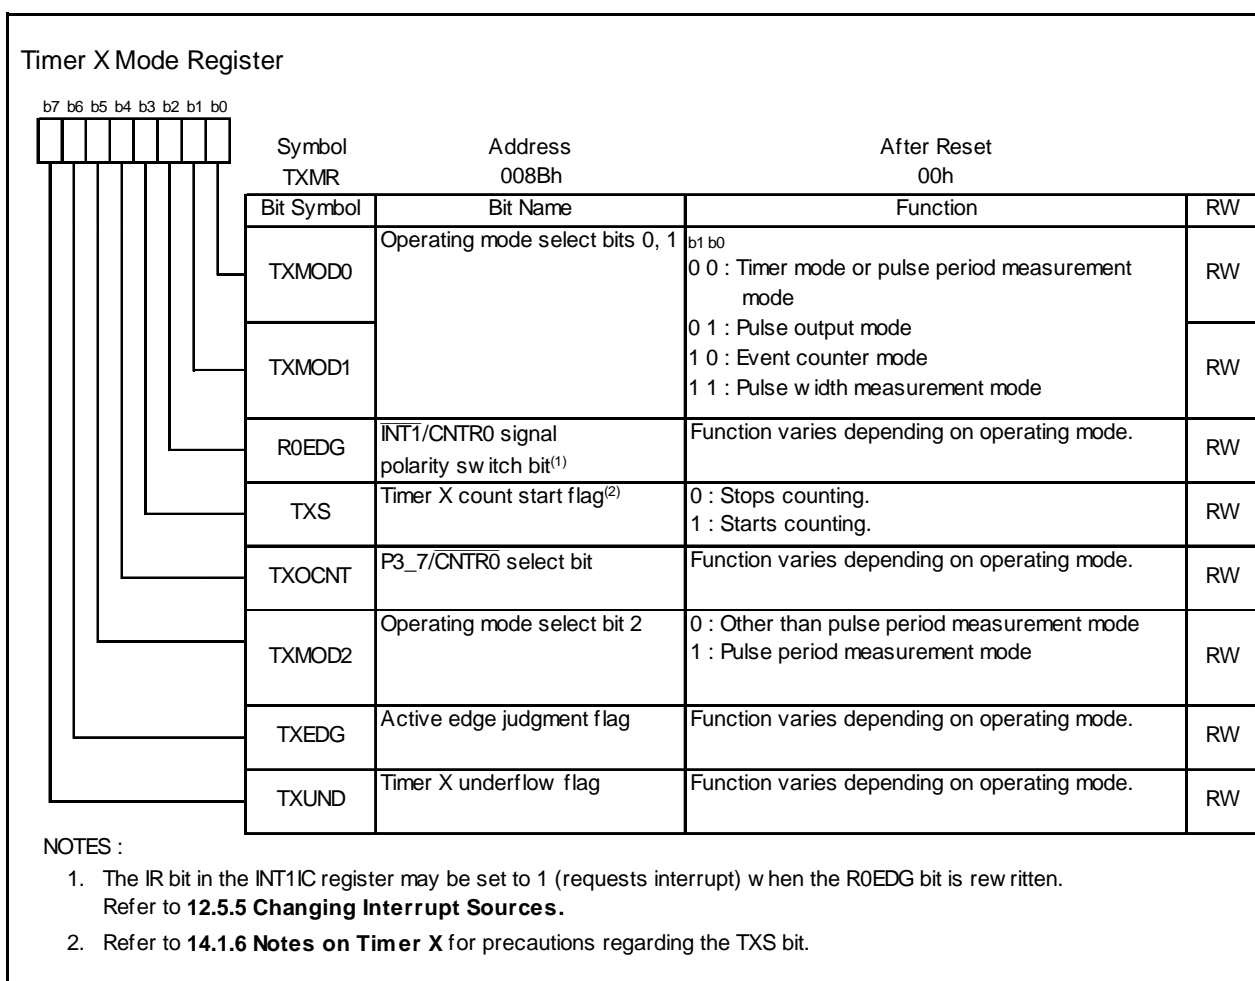 Timer X Mode Register
b7 b6 b5 b4 b3 b2 b1 b0
Symbol Address After Reset
TXMR 008Bh 00h
Bit Symbol Bit Name Function RW
TXMOD0 Operating mode select bits 0, 1 b1 b0 RW
0 0 : Timer mode or pulse period measurement
mode
0 1 : Pulse output mode
TXMOD1 1 0 : Event counter mode RW
1 1 : Pulse width measurement mode
R0EDG INT1/CNTR0 signal Function varies depending on operating mode. RW
polarity switch bit(1)
TXS Timer X count start flag(2) 0 : Stops counting. RW
1 : Starts counting.
TXOCNT P3_7/CNTR0 select bit Function varies depending on operating mode. RW
TXMOD2 Operating mode select bit 2 0 : Other than pulse period measurement mode RW
1 : Pulse period measurement mode
TXEDG Active edge judgment flag Function varies depending on operating mode. RW
TXUND Timer X underflow flag Function varies depending on operating mode. RW
NOTES :
1. The IR bit in the INT1IC register may be set to 1 (requests interrupt) when the R0EDG bit is rewritten.
Refer to 12.5.5 Changing Interrupt Sources.
2. Refer to 14.1.6 Notes on Timer X for precautions regarding the TXS bit.